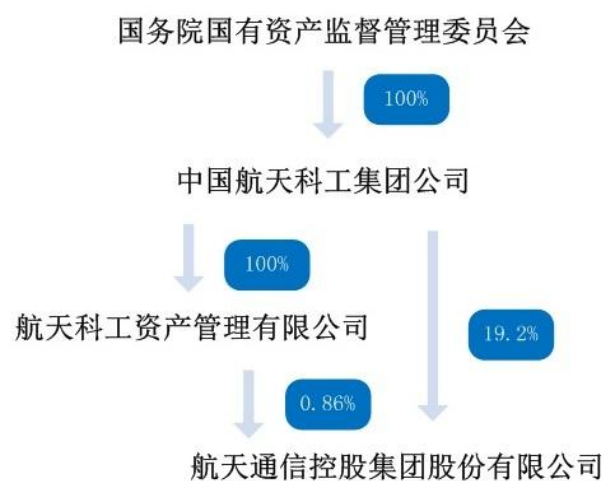 国务院国有资产监督管理委员会
100%
中国航天科工集团公司
100%
航天科工资产管理有限公司
19.2%
0.86%
航天通信控股集团股份有限公司